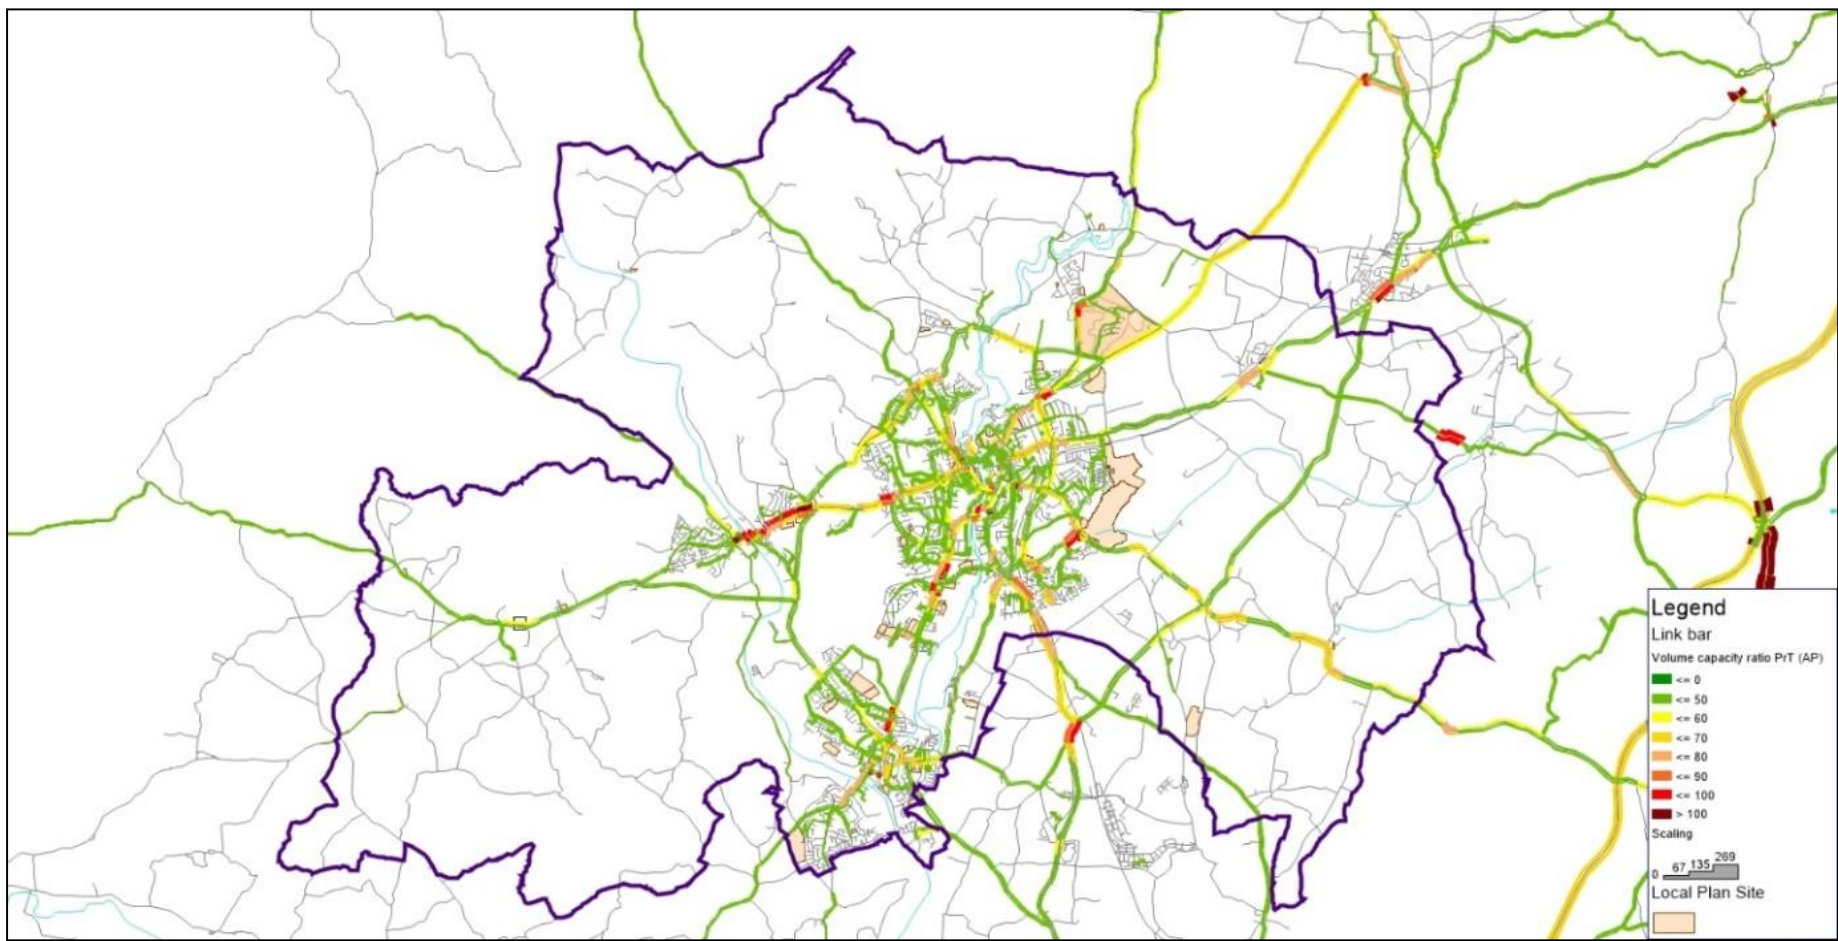 Legend
Link bar
Volume capacity ratio PrT (AP)
<= 0
<= 50
<= 60
<= 70
<= 80
<= 90
<= 100
> 100
Scaling
0 67 135 269
Local Plan Site